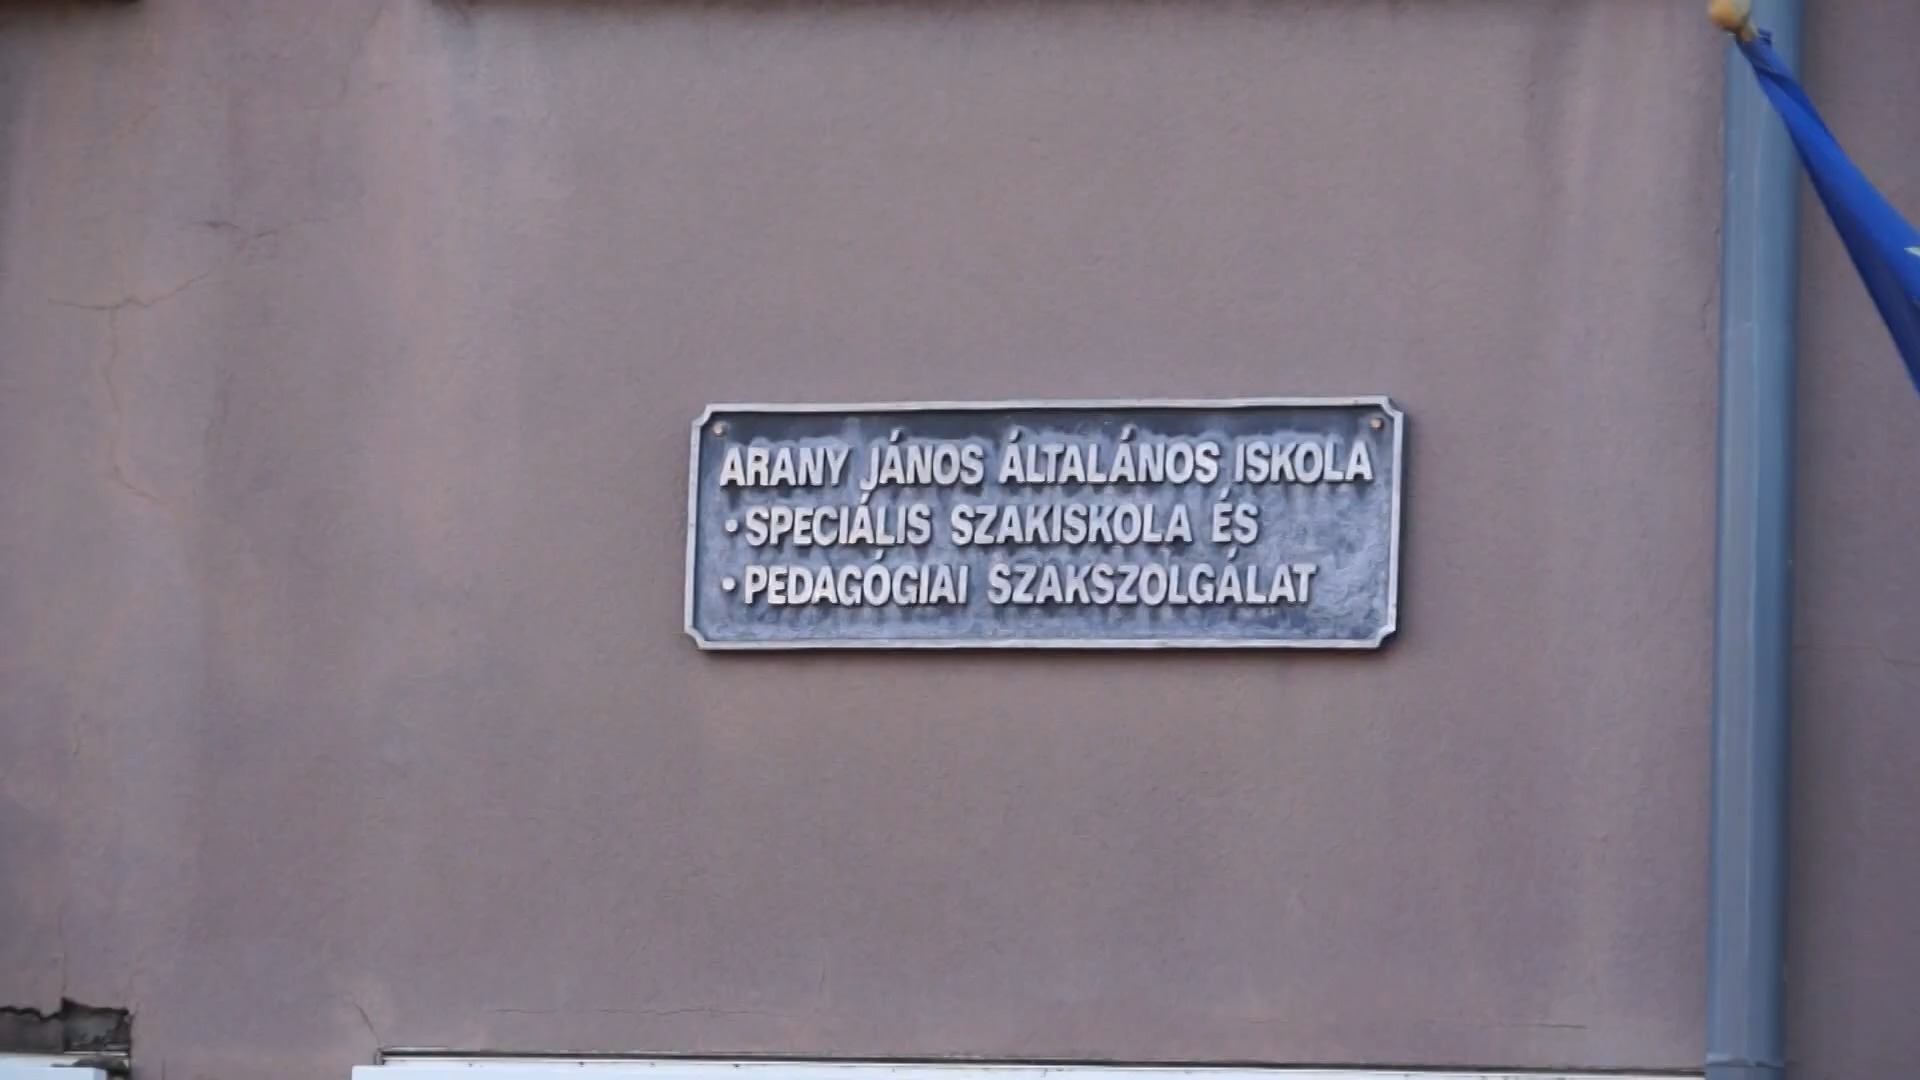 ARANY JÁNOS ÁLTALÁNOS ISKOLA
•SPECIÁLIS SZAKISKOLA ÉS
•PEDAGÓGIAI SZAKSZOLGÁLAT